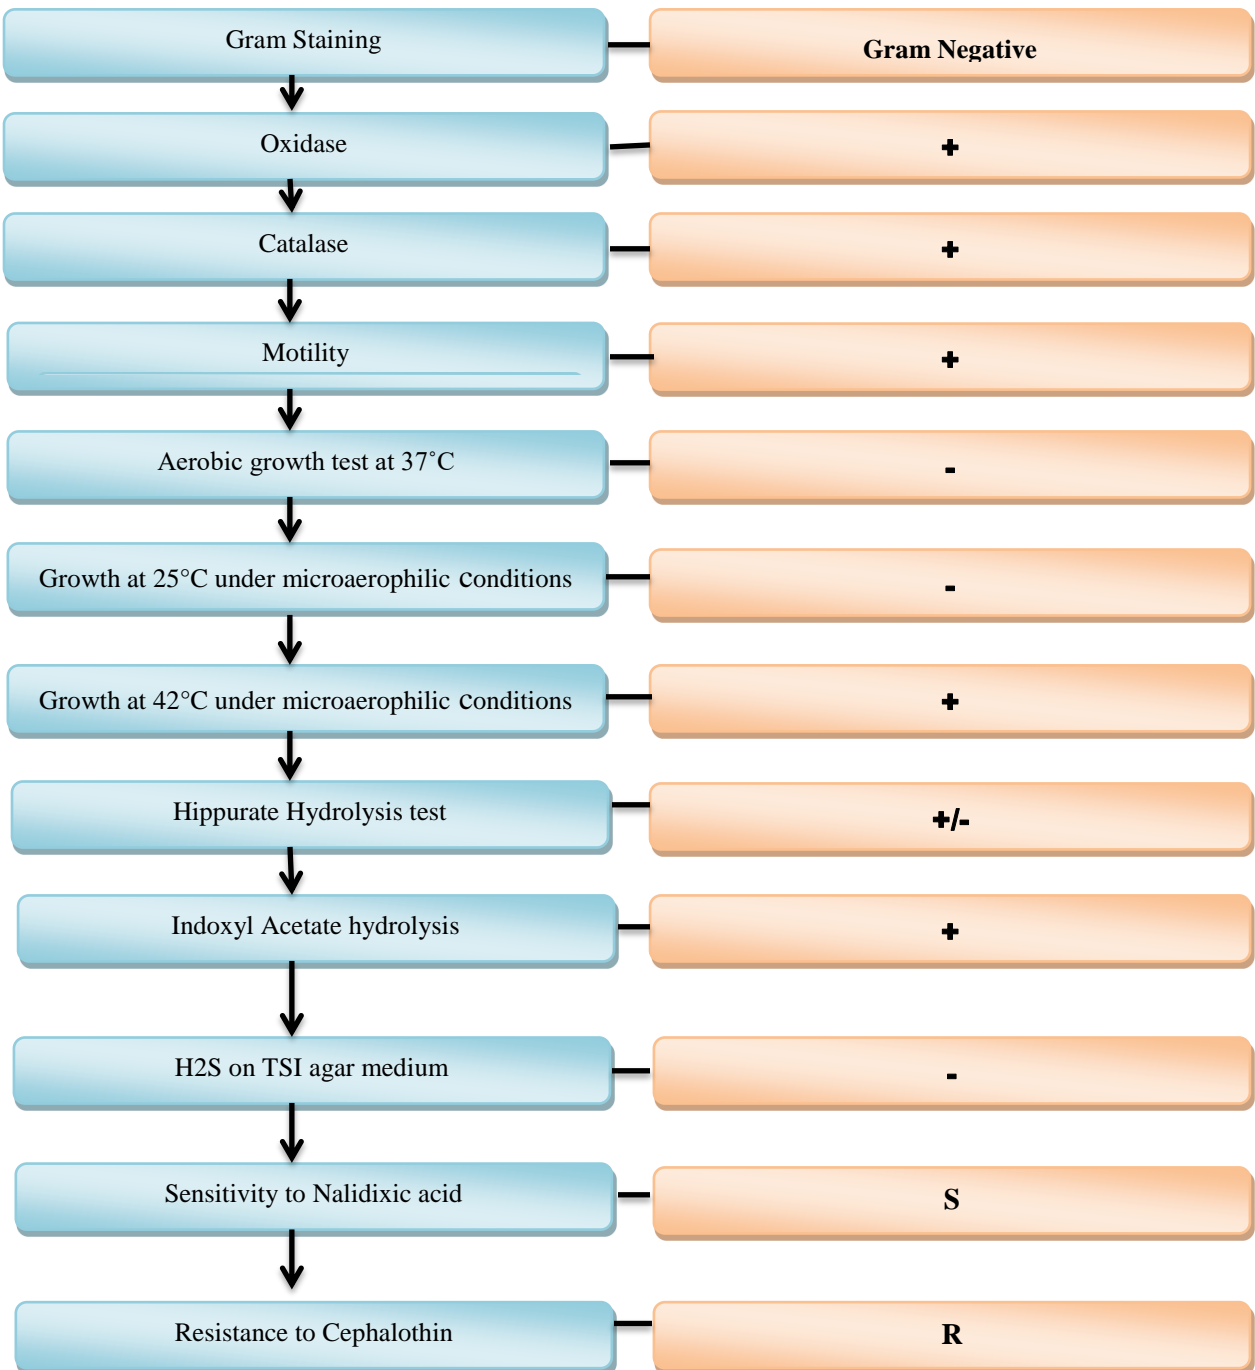 Gram Staining
Gram Negative
Oxidase
+
Catalase
+
Motility
+
Aerobic growth test at 37˚C
-
Growth at 25°C under microaerophilic conditions
-
Growth at 42°C under microaerophilic conditions
+
Hippurate Hydrolysis test
+/-
Indoxyl Acetate hydrolysis
+
H2S on TSI agar medium
-
Sensitivity to Nalidixic acid
S
Resistance to Cephalothin
R